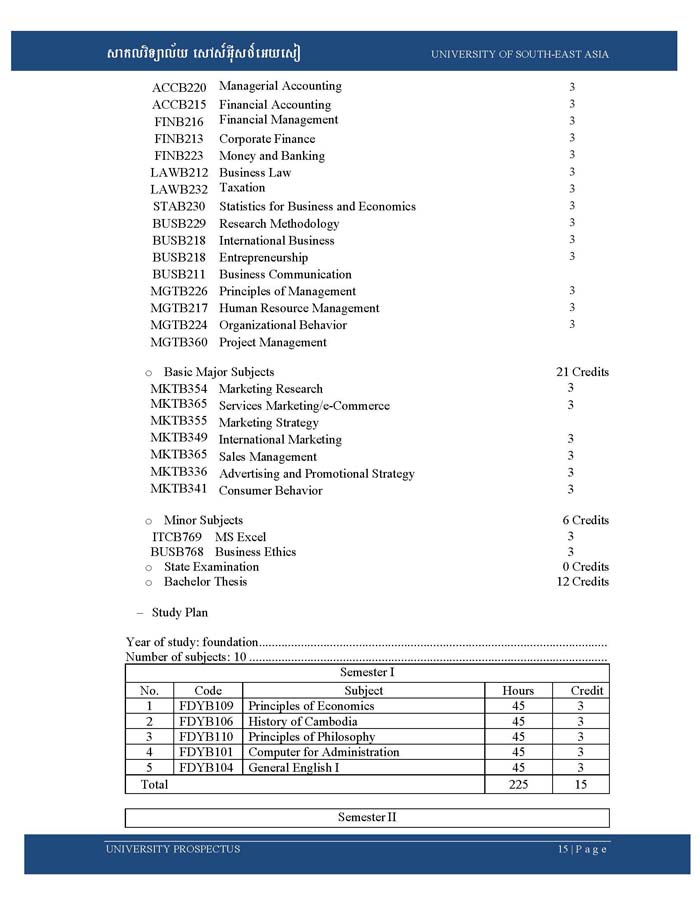 សាកលវិទ្យាល័យ សៅស៍អ៊ីសថ៍អេយសៀ UNIVERSITY OF SOUTH-EAST ASIA
ACCB220 Managerial Accounting 3
ACCB215 Financial Accounting 3
FINB216 Financial Management 3
FINB213 Corporate Finance 3
FINB223 Money and Banking 3
LAWB212 Business Law 3
LAWB232 Taxation 3
STAB230 Statistics for Business and Economics 3
BUSB229 Research Methodology 3
BUSB218 International Business 3
BUSB218 Entrepreneurship 3
BUSB211 Business Communication
MGTB226 Principles of Management 3
MGTB217 Human Resource Management 3
MGTB224 Organizational Behavior 3
MGTB360 Project Management
o Basic Major Subjects 21 Credits
MKTB354 Marketing Research 3
MKTB365 Services Marketing/e-Commerce 3
MKTB355 Marketing Strategy
MKTB349 International Marketing 3
MKTB365 Sales Management 3
MKTB336 Advertising and Promotional Strategy 3
MKTB341 Consumer Behavior 3
o Minor Subjects 6 Credits
ITCB769 MS Excel 3
BUSB768 Business Ethics 3
o State Examination 0 Credits
o Bachelor Thesis 12 Credits
– Study Plan
Year of study: foundation............................................................................................................
Number of subjects: 10 ...............................................................................................................
Semester I
No. Code Subject Hours Credit
1 FDYB109 Principles of Economics 45 3
2 FDYB106 History of Cambodia 45 3
3 FDYB110 Principles of Philosophy 45 3
4 FDYB101 Computer for Administration 45 3
5 FDYB104 General English I 45 3
Total 225 15
Semester II
UNIVERSITY PROSPECTUS 15 | P a g e